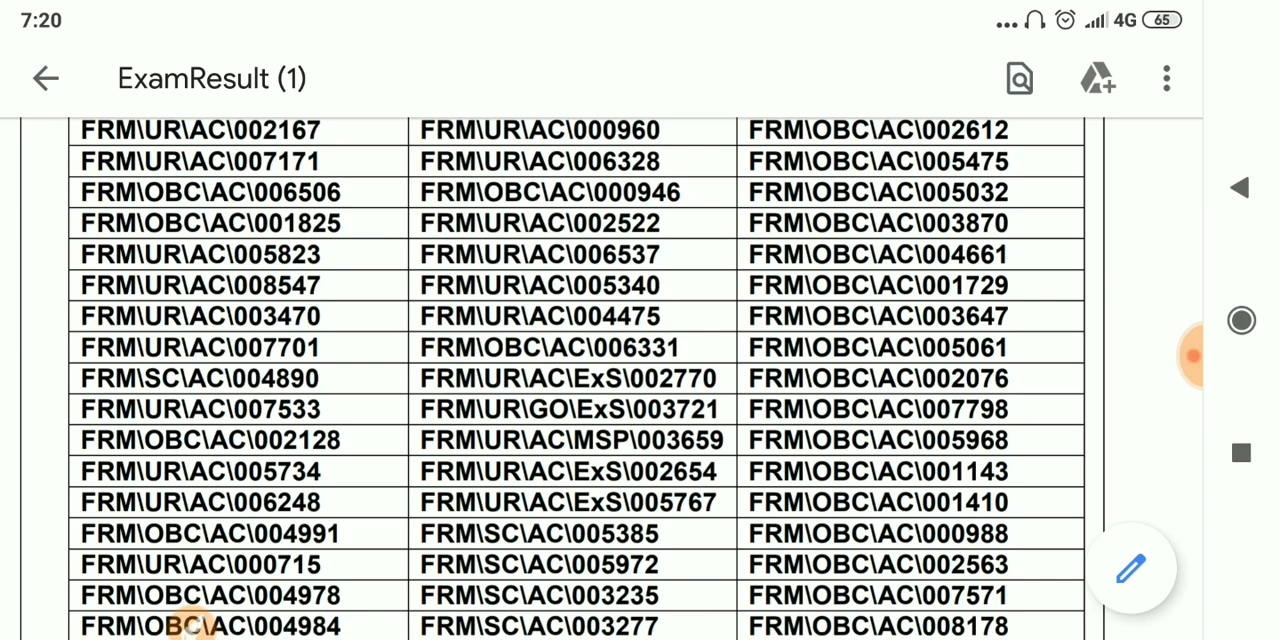 7:20 4G 65
ExamResult (1)
FRM\UR\AC\002167 FRM\UR\AC\000960 FRM\OBC\AC\002612
FRM\UR\AC\007171 FRM\UR\AC\006328 FRM\OBC\AC\005475
FRM\OBC\AC\006506 FRM\OBC\AC\000946 FRM\OBC\AC\005032
FRM\OBC\AC\001825 FRM\UR\AC\002522 FRM\OBC\AC\003870
FRM\UR\AC\005823 FRM\UR\AC\006537 FRM\OBC\AC\004661
FRM\UR\AC\008547 FRM\UR\AC\005340 FRM\OBC\AC\001729
FRM\UR\AC\003470 FRM\UR\AC\004475 FRM\OBC\AC\003647
FRM\UR\AC\007701 FRM\OBC\AC\006331 FRM\OBC\AC\005061
FRM\SC\AC\004890 FRM\UR\AC\ExS\002770 FRM\OBC\AC\002076
FRM\UR\AC\007533 FRM\UR\GO\ExS\003721 FRM\OBC\AC\007798
FRM\OBC\AC\002128 FRM\UR\AC\MSP\003659 FRM\OBC\AC\005968
FRM\UR\AC\005734 FRM\UR\AC\ExS\002654 FRM\OBC\AC\001143
FRM\UR\AC\006248 FRM\UR\AC\ExS\005767 FRM\OBC\AC\001410
FRM\OBC\AC\004991 FRM\SC\AC\005385 FRM\OBC\AC\000988
FRM\UR\AC\000715 FRM\SC\AC\005972 FRM\OBC\AC\002563
FRM\OBC\AC\004978 FRM\SC\AC\003235 FRM\OBC\AC\007571
FRM\OBC\AC\004984 FRM\SC\AC\003277 FRM\OBC\AC\008178